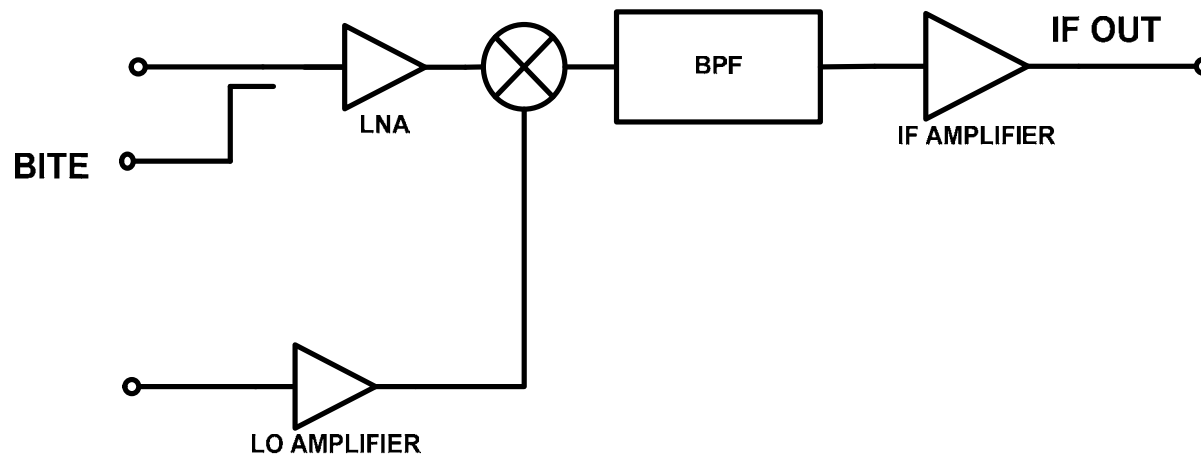 IF OUT
BPF
LNA
IF AMPLIFIER
BITE
LO AMPLIFIER